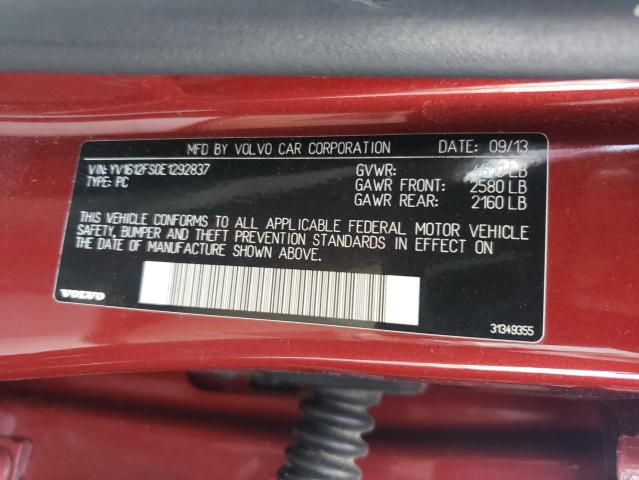 MFD BY VOLVO CAR CORPORATION DATE: 09/13
VIN: YV1612FS0E1292837 GVWR: LB
TYPE: PC GAWR FRONT: 2580 LB
GAWR REAR: 2160 LB
THIS VEHICLE CONFORMS TO ALL APPLICABLE FEDERAL MOTOR VEHICLE
SAFETY, BUMPER AND THEFT PREVENTION STANDARDS IN EFFECT ON
THE DATE OF MANUFACTURE SHOWN ABOVE.
VOLVO
31349355